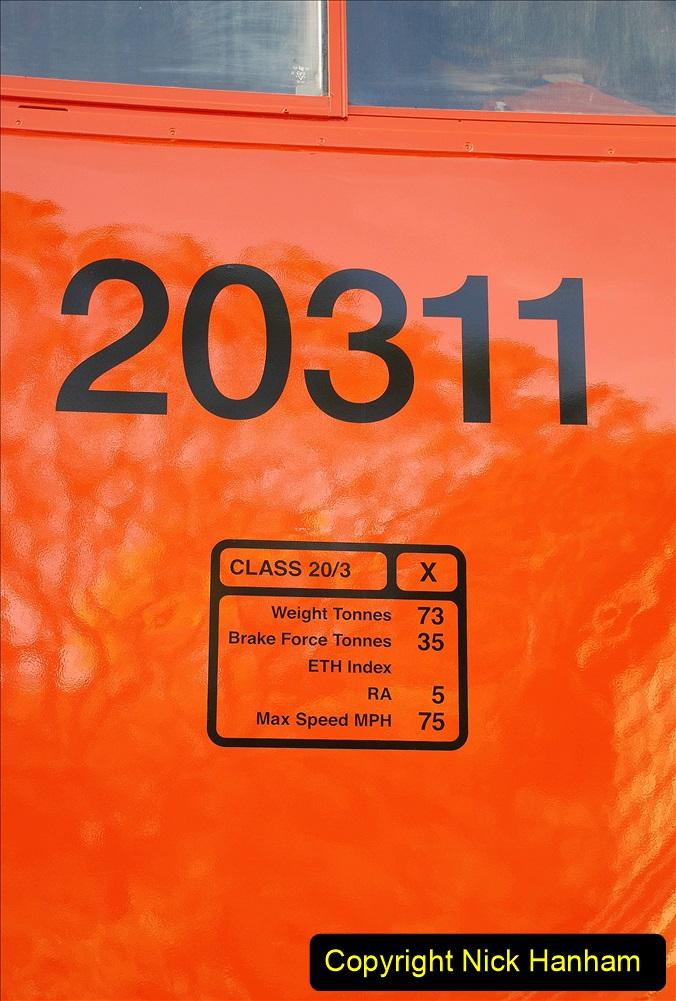 20311
CLASS 20/3 X
Weight Tonnes 73
Brake Force Tonnes 35
ETH Index
RA 5
Max Speed MPH 75
Copyright Nick Hanham